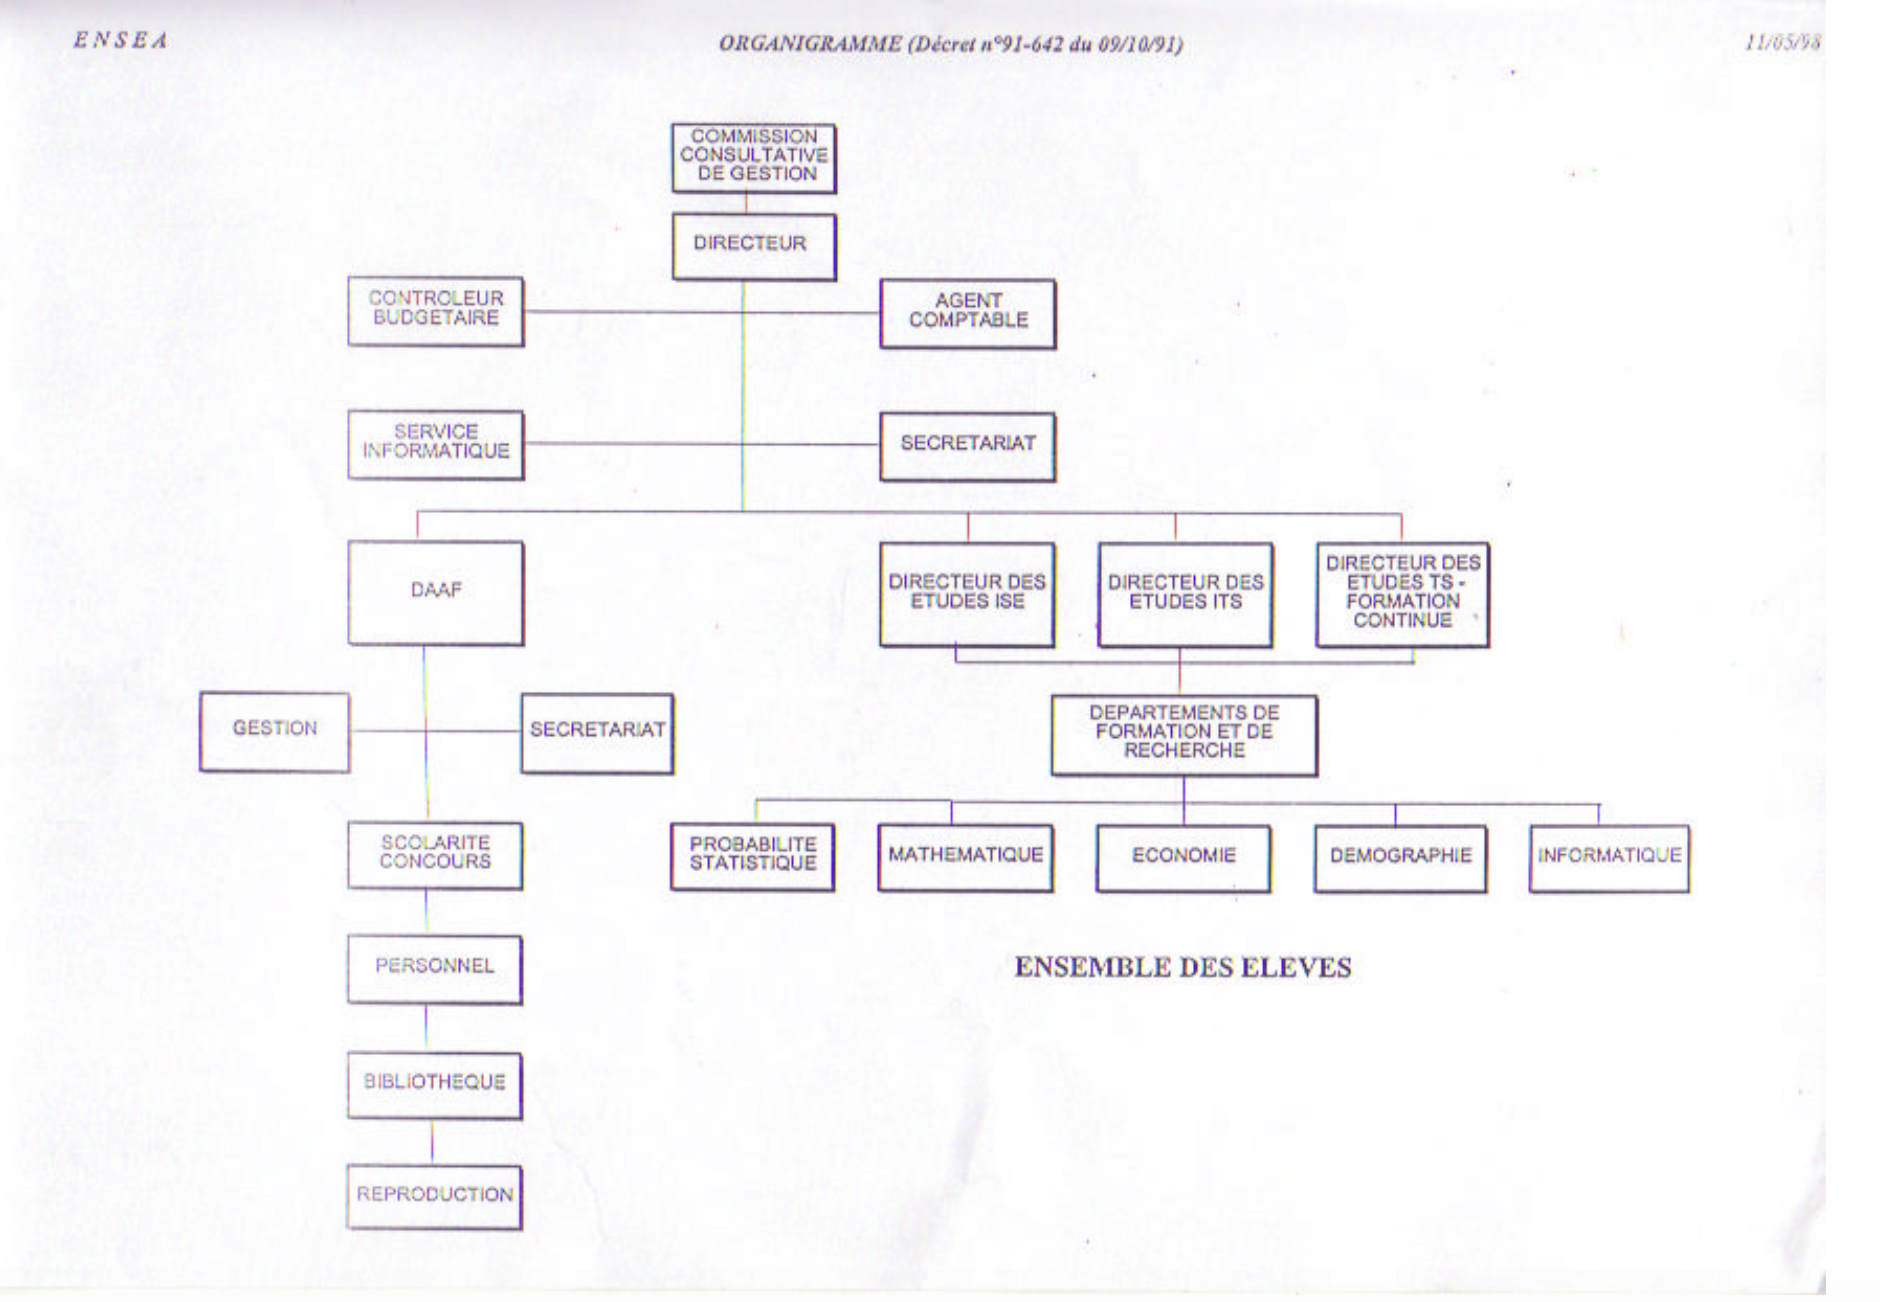 ENSEA
ORGANIGRAMME (Décret n°91-642 du 09/10/91)
11/05/98
COMMISSION
CONSULTATIVE
DE GESTION
DIRECTEUR
CONTROLEUR
BUDGETAIRE
AGENT
COMPTABLE
SERVICE
INFORMATIQUE
SECRETARIAT
DAAF
DIRECTEUR DES
ETUDES ISE
DIRECTEUR DES
ETUDES ITS
DIRECTEUR DES
ETUDES TS -
FORMATION
CONTINUE
GESTION
SECRETARIAT
DEPARTEMENTS DE
FORMATION ET DE
RECHERCHE
SCOLARITE
CONCOURS
PROBABILITE
STATISTIQUE
MATHEMATIQUE
ECONOMIE
DEMOGRAPHIE
INFORMATIQUE
PERSONNEL
ENSEMBLE DES ELEVES
BIBLIOTHEQUE
REPRODUCTION